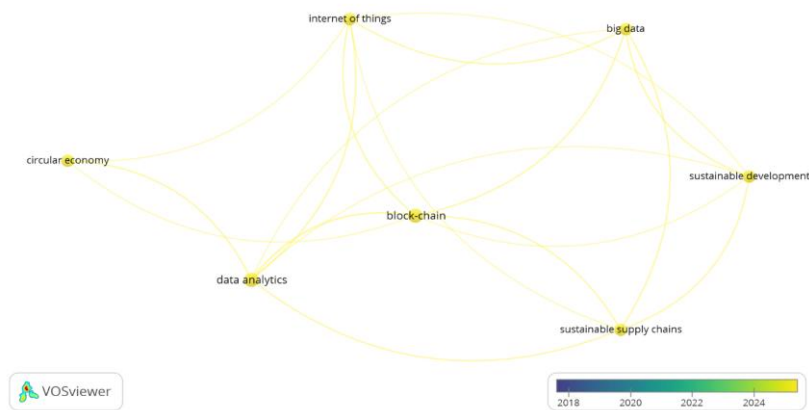 internet of things
big data
circular economy
sustainable development
block-chain
data analytics
sustainable supply chains
VOSviewer
2018 2020 2022 2024